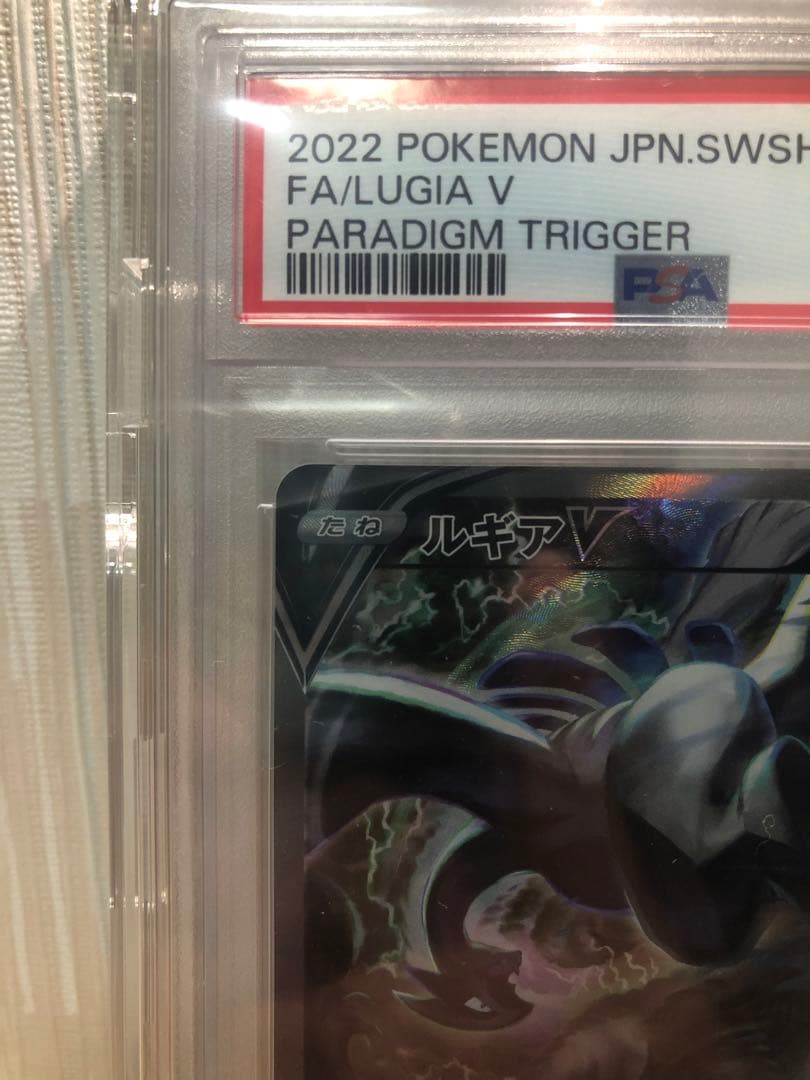 2022 POKEMON JPN.SWSH
FA/LUGIA V
PARADIGM TRIGGER
PSA
たね ルギアV